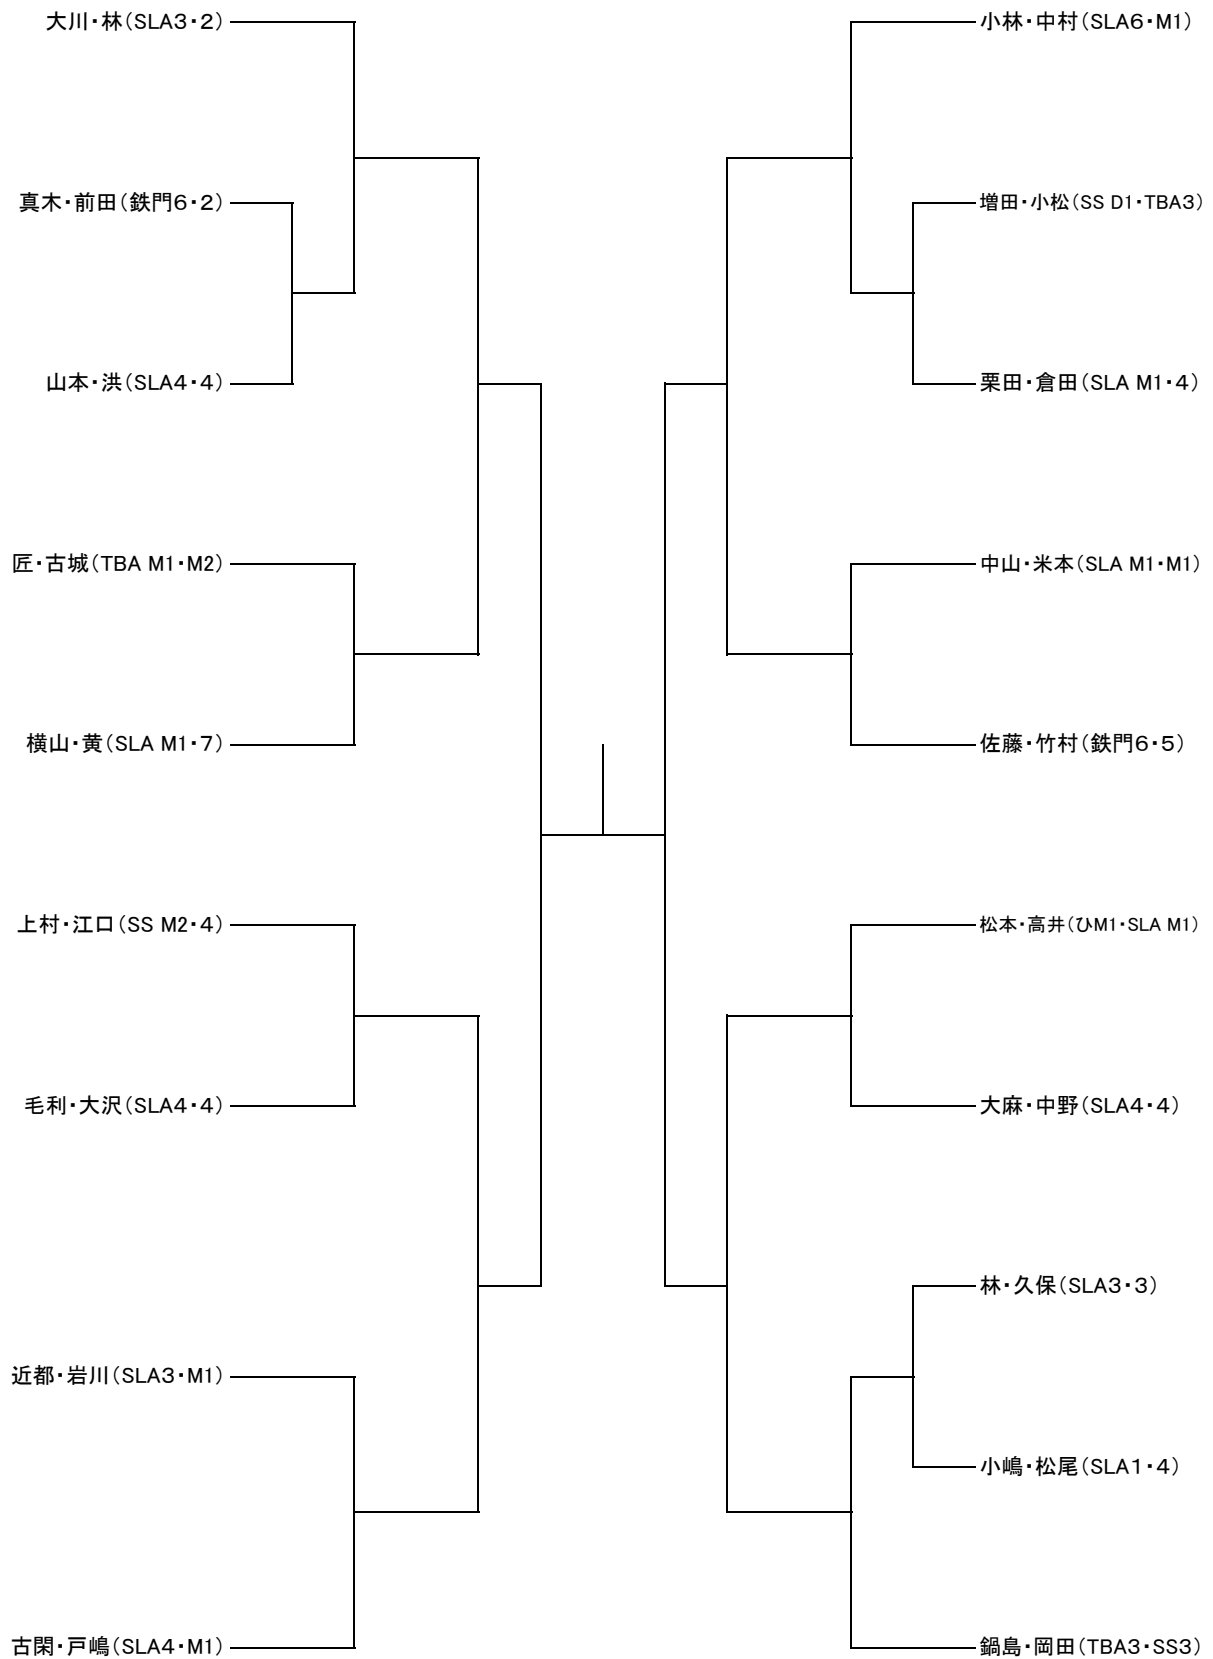 大川・林(SLA3・2)
真木・前田(鉄門6・2)
山本・洪(SLA4・4)
匠・古城(TBA M1・M2)
横山・黄(SLA M1・7)
上村・江口(SS M2・4)
毛利・大沢(SLA4・4)
近都・岩川(SLA3・M1)
古閑・戸嶋(SLA4・M1)
小林・中村(SLA6・M1)
増田・小松(SS D1・TBA3)
栗田・倉田(SLA M1・4)
中山・米本(SLA M1・M1)
佐藤・竹村(鉄門6・5)
松本・高井(ひM1・SLA M1)
大麻・中野(SLA4・4)
林・久保(SLA3・3)
小嶋・松尾(SLA1・4)
鍋島・岡田(TBA3・SS3)